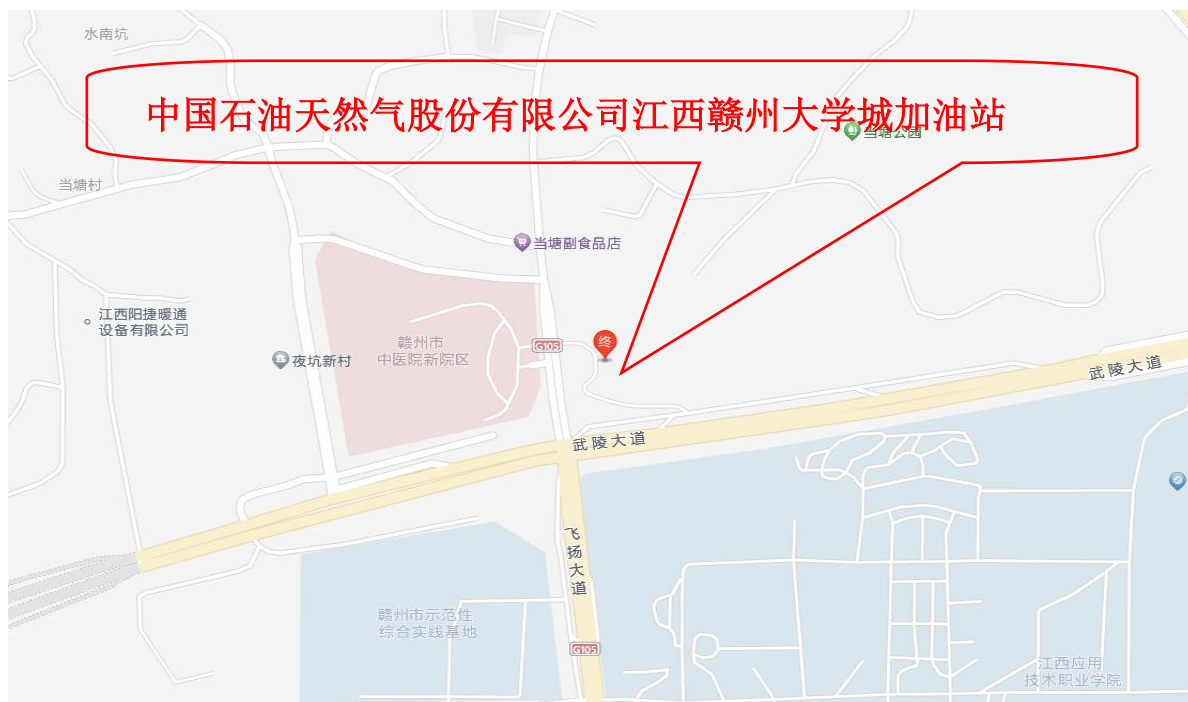 水南坑
中国石油天然气股份有限公司江西赣州大学城加油站
当塘公园
当塘村
当塘副食品店
江西阳捷暖通
设备有限公司
赣州市
中医院新院区
G105
终
夜坑新村
武陵大道
武陵大道
飞扬大道
赣州市示范性
综合实践基地
G105
江西应用
技术职业学院